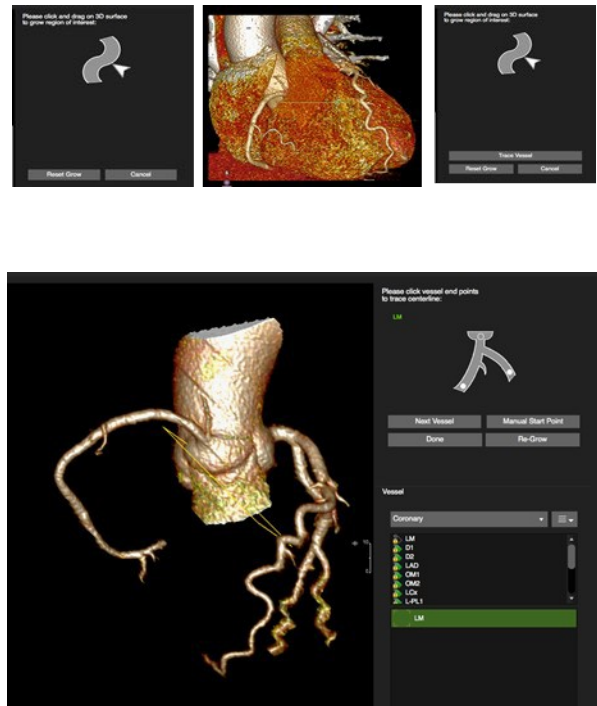 Please click and drag on 3D surface
to grow region of interest:
Reset Grow
Cancel
Please click and drag on 3D surface
to grow region of interest:
Trace Vessel
Reset Grow
Cancel
Please click vessel end points
to trace centerline:
LM
Next Vessel
Manual Start Point
Done
Re-Grow
Vessel
Coronary
LM
D1
D2
LAD
OM1
OM2
LCx
L-PL1
LM